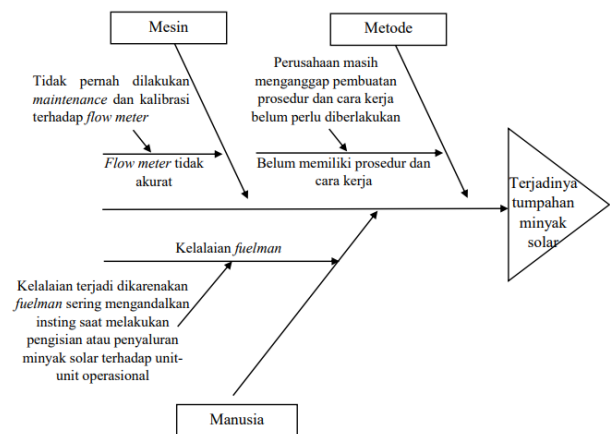 Mesin
Metode
Tidak pernah dilakukan
maintenance dan kalibrasi
terhadap flow meter
Perusahaan masih
menganggap pembuatan
prosedur dan cara kerja
belum perlu diberlakukan
Flow meter tidak
akurat
Belum memiliki prosedur dan
cara kerja
Terjadinya
tumpahan
minyak
solar
Kelalaian fuelman
Kelalaian terjadi dikarenakan
fuelman sering mengandalkan
insting saat melakukan
pengisian atau penyaluran
minyak solar terhadap unit-
unit operasional
Manusia